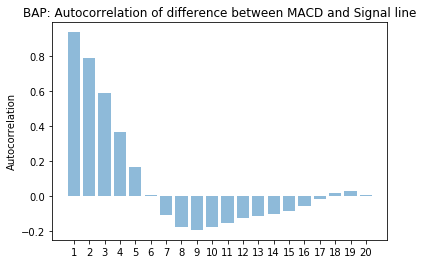 BAP: Autocorrelation of difference between MACD and Signal line
Autocorrelation
0.8
0.6
0.4
0.2
0.0
−0.2
1 2 3 4 5 6 7 8 9 10 11 12 13 14 15 16 17 18 19 20